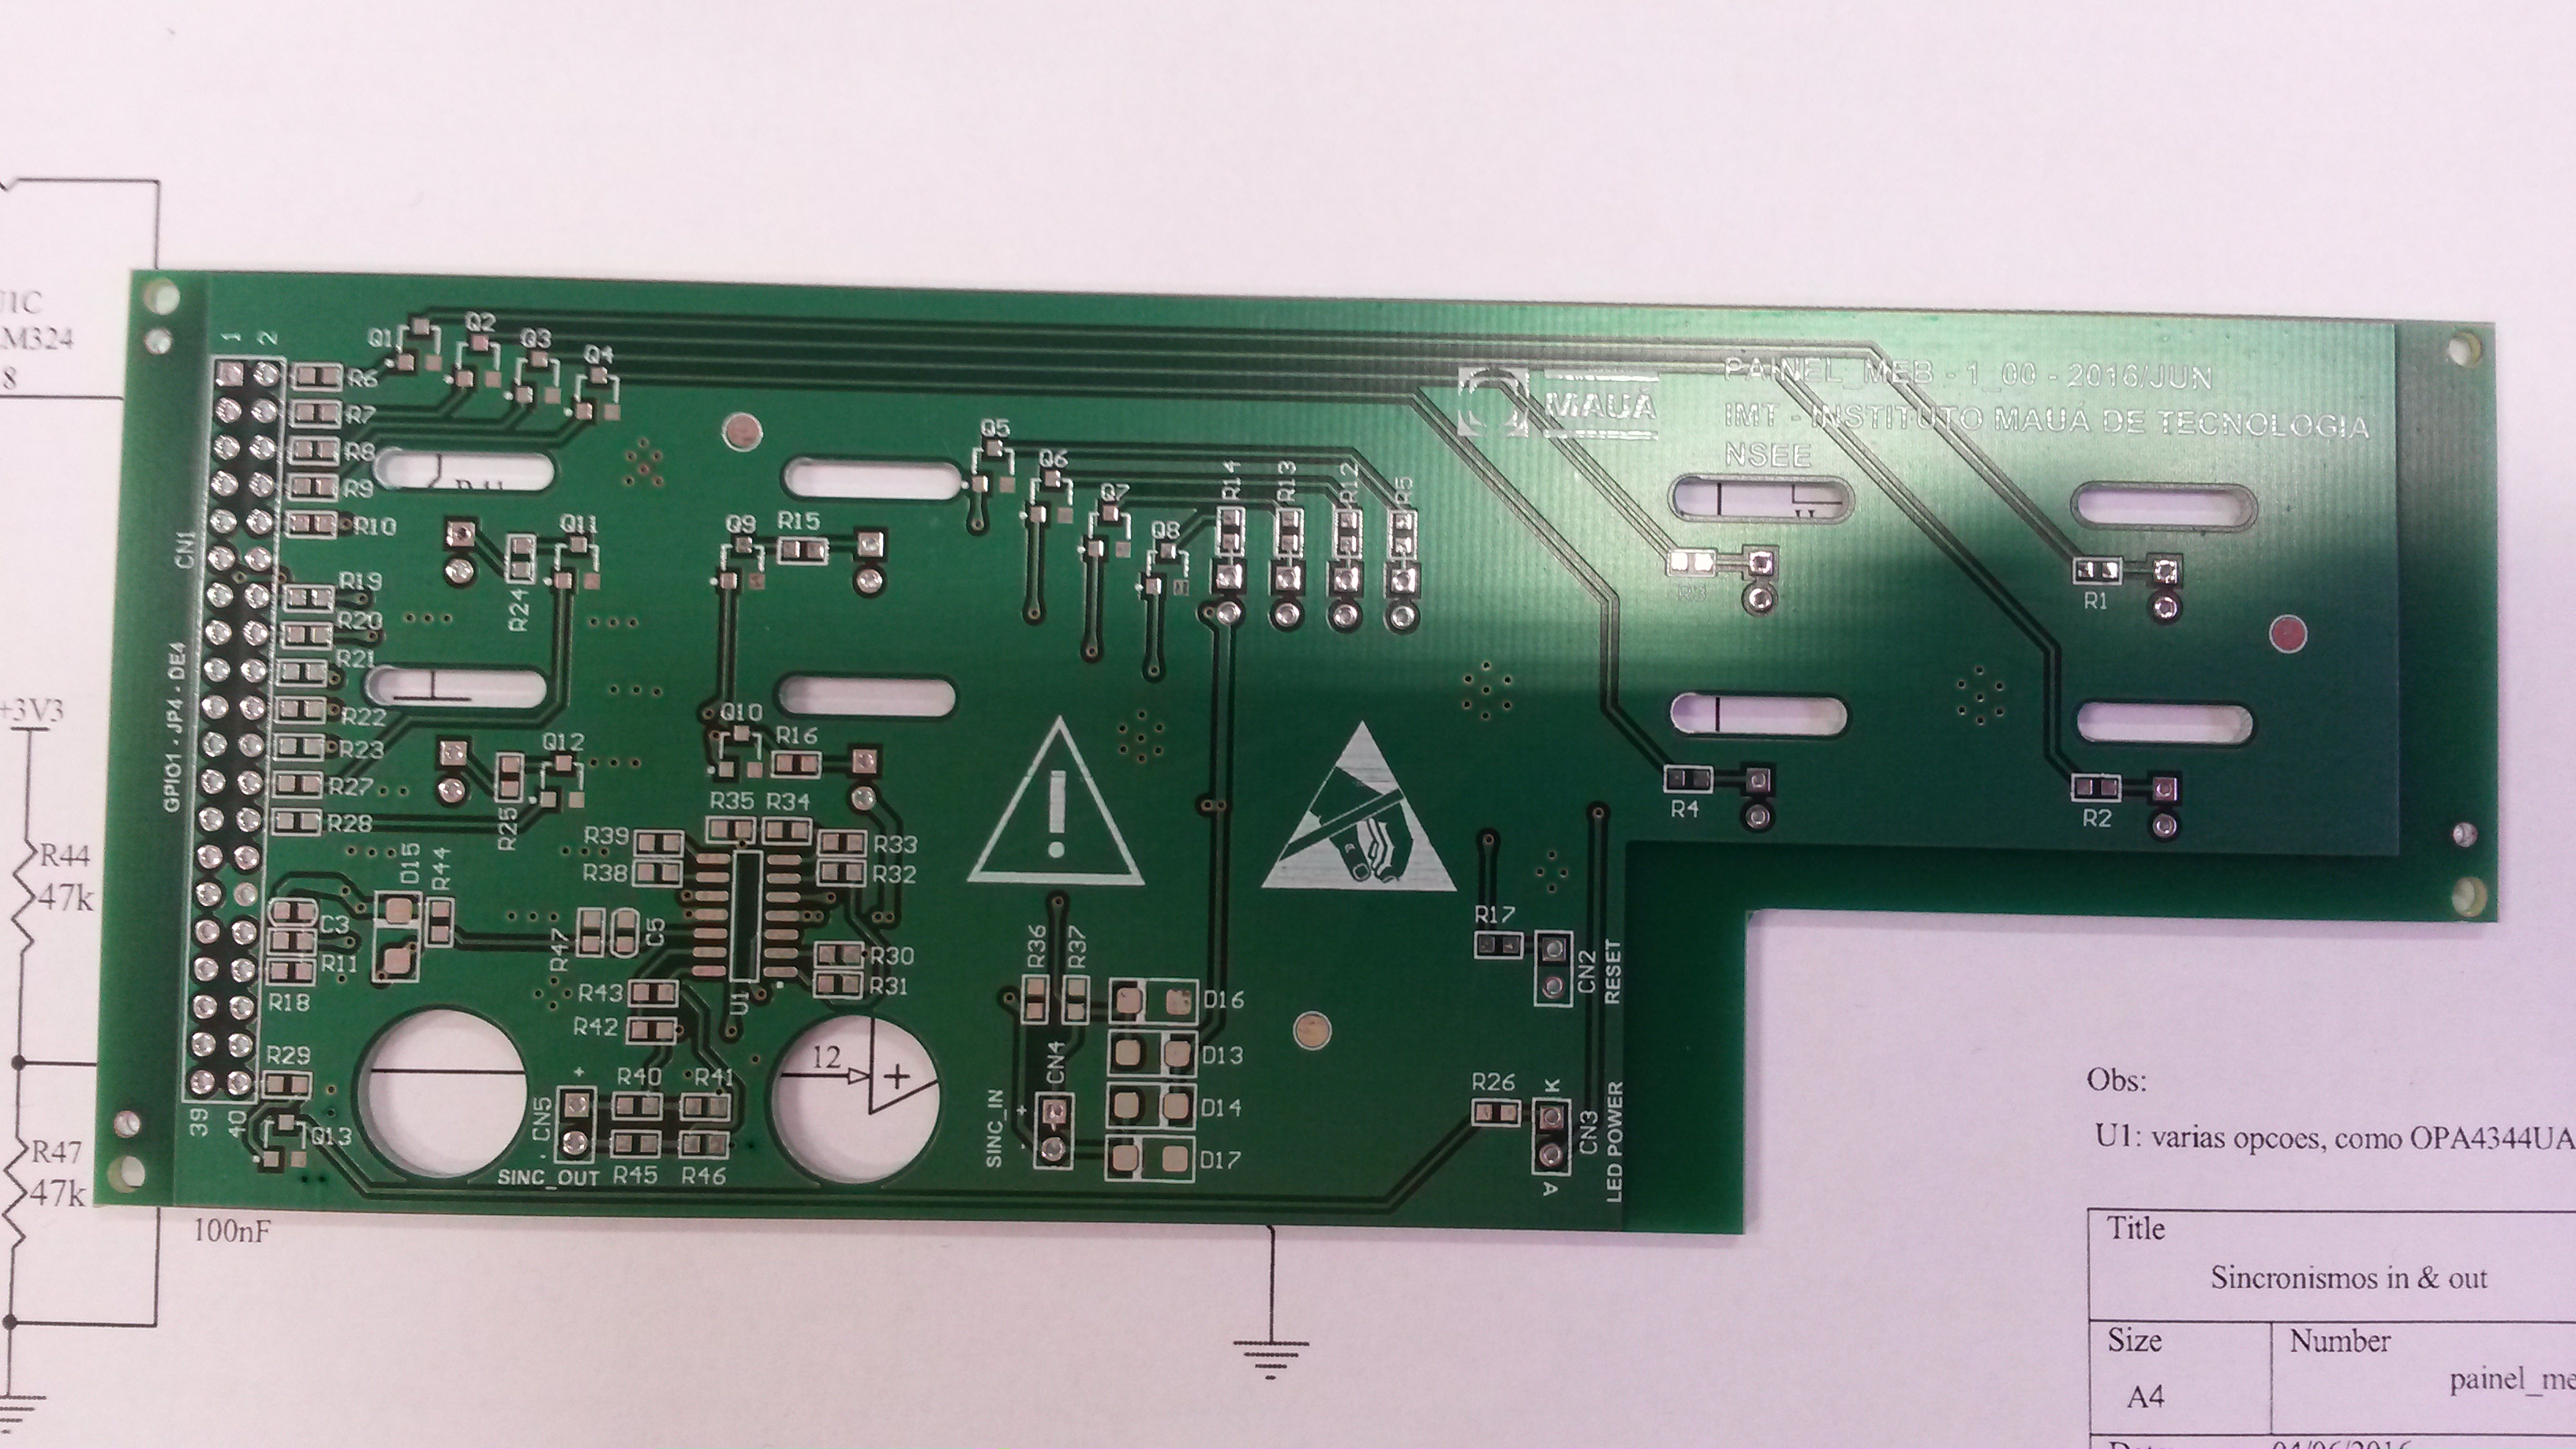 M324
8
1 2
Q1
Q2
Q3
Q4
R6
R7
R8
R9
R10
CN1
GPIO1 - JP4 - DE4
R19
R20
R21
R22
R23
R27
R28
Q11
R24
Q12
R25
Q9
R15
Q10
R16
Q5
Q6
Q7
Q8
R14
R13
R12
R5
MAUÁ
PAINEL_MEB - 1_00 - 2016/JUN
IMT - INSTITUTO MAUÁ DE TECNOLOGIA
NSEE
R3
R1
R4
R2
+3V3
R44
47k
R47
47k
D15
R44
C3
R11
R18
R29
39
40
Q13
R35
R34
R39
R38
R33
R32
R47
C5
R30
R31
U1
R43
R42
R40
R41
+
CN5
-
R45
R46
SINC_OUT
12
+
!
R36
R37
D16
D13
D14
D17
CN4
SINC_IN
+
R17
CN2
RESET
R26
K
CN3
A
LED POWER
100nF
Obs:
U1: varias opcoes, como OPA4344UA
Title
Sincronismos in & out
Size
Number
A4
painel_me
04/06/2016